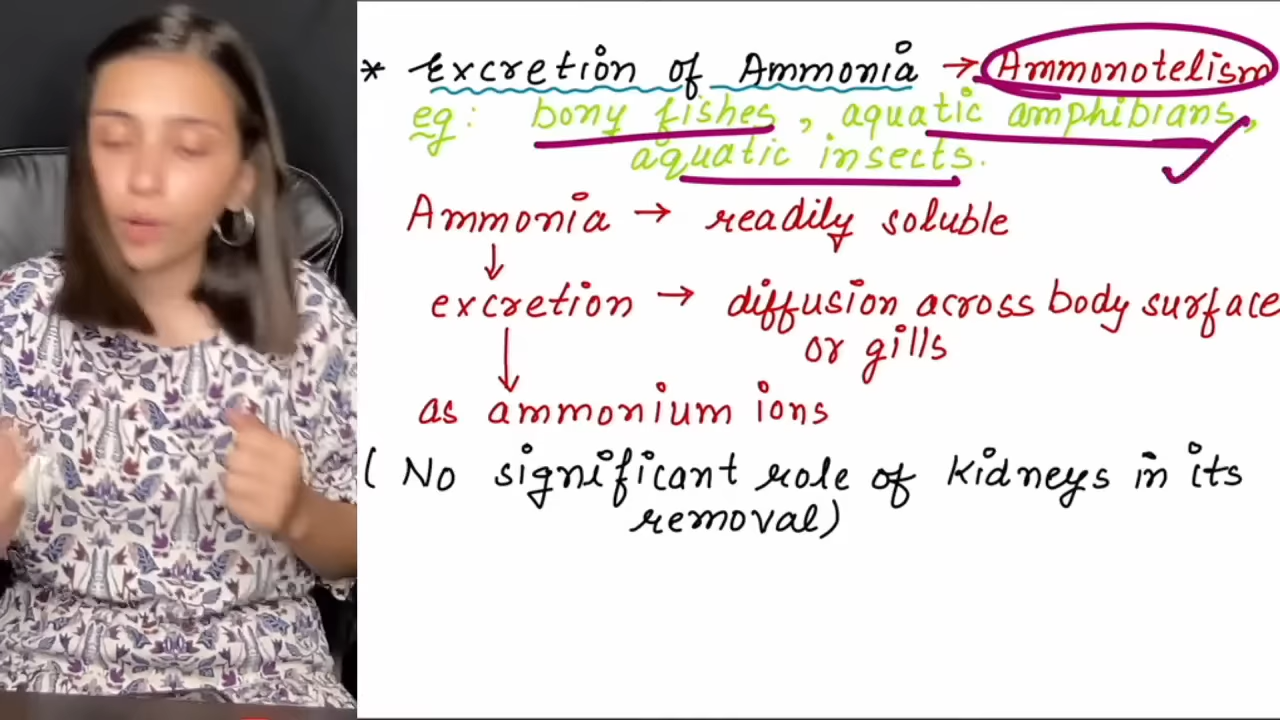 * Excretion of Ammonia → Ammonotelism
eg: bony fishes, aquatic amphibians,
aquatic insects.
Ammonia → readily soluble
↓
excretion → diffusion across body surface
or gills
↓
as ammonium ions
( No significant role of kidneys in its
removal)